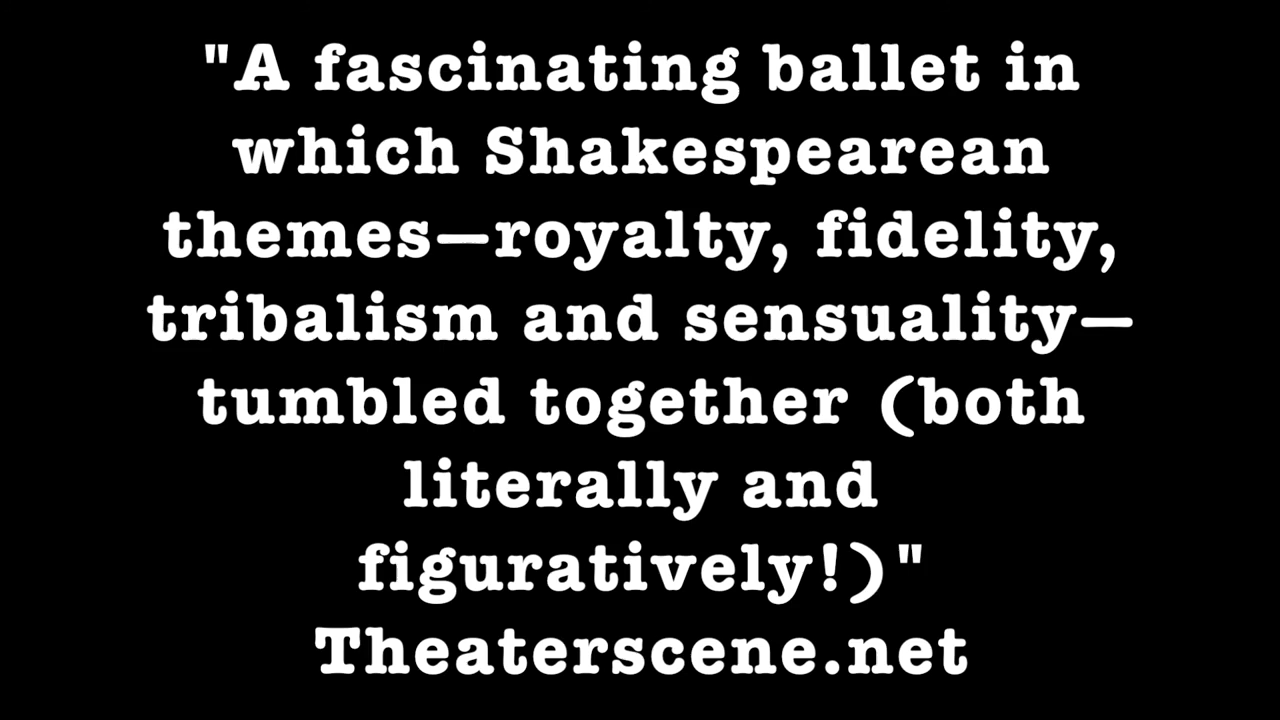 "A fascinating ballet in
which Shakespearean
themes—royalty, fidelity,
tribalism and sensuality—
tumbled together (both
literally and
figuratively!)"
Theaterscene.net